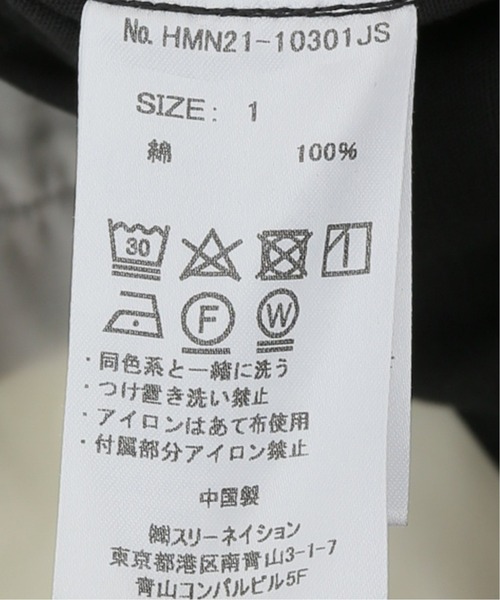 No. HMN21-10301JS
SIZE: 1
綿 100%
30
F W
・同色系と一緒に洗う
・つけ置き洗い禁止
・アイロンはあて布使用
・付属部分アイロン禁止
中国製
㈱スリーネイション
東京都港区南青山3-1-7
青山コンパルビル5F